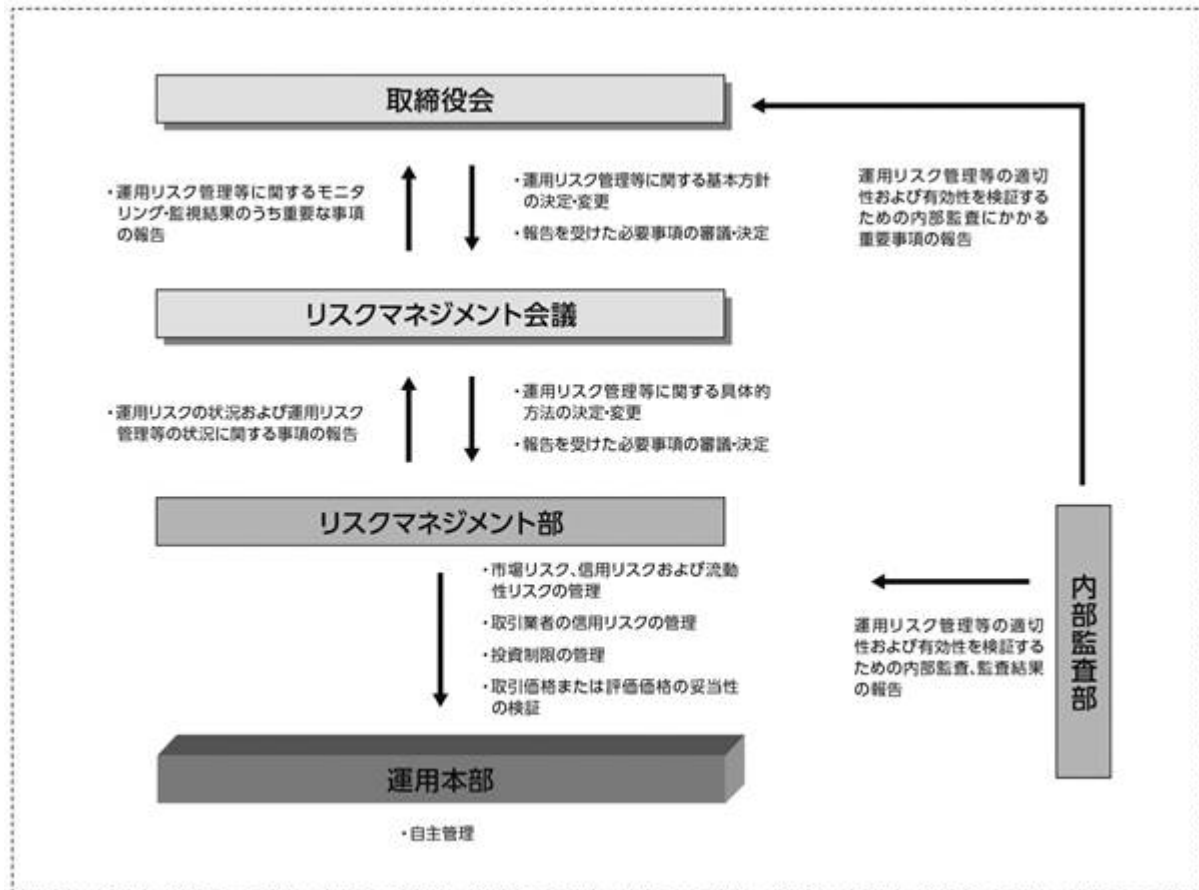 取締役会
・運用リスク管理等に関するモニタ
リング・監視結果のうち重要な事項
の報告
・運用リスク管理等に関する基本方針
の決定・変更
・報告を受けた必要事項の審議・決定
運用リスク管理等の適切
性および有効性を検証する
ための内部監査にかかる
重要事項の報告
リスクマネジメント会議
・運用リスクの状況および運用リスク
管理等の状況に関する事項の報告
・運用リスク管理等に関する具体的
方法の決定・変更
・報告を受けた必要事項の審議・決定
リスクマネジメント部
・市場リスク、信用リスクおよび流動
性リスクの管理
・取引業者の信用リスクの管理
・投資制限の管理
・取引価格または評価価格の妥当性
の検証
運用リスク管理等の適切
性および有効性を検証する
ための内部監査、監査結果
の報告
内部監査部
運用本部
・自主管理